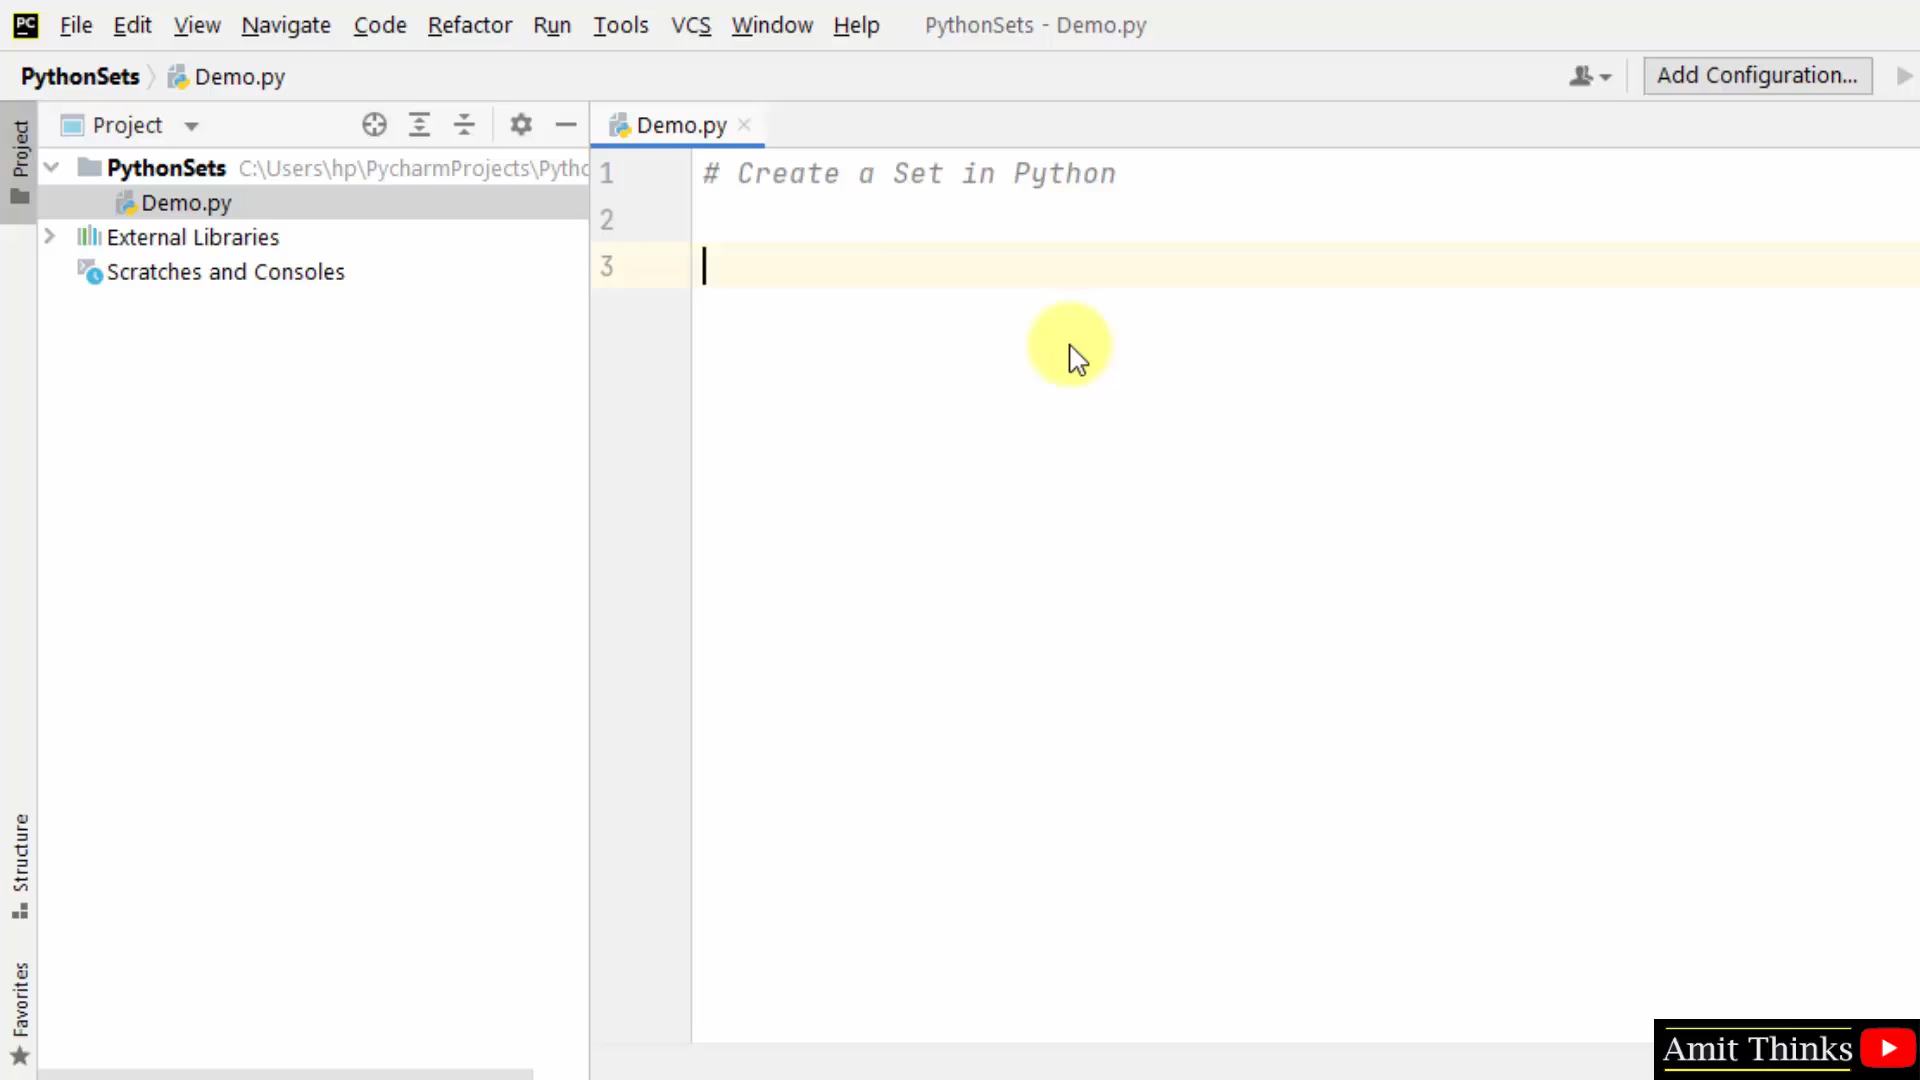 PC
File Edit View Navigate Code Refactor Run Tools VCS Window Help PythonSets - Demo.py
PythonSets Demo.py Add Configuration...
Project
Project
Demo.py
PythonSets C:\Users\hp\PycharmProjects\Pytho
Demo.py
External Libraries
Scratches and Consoles
1 # Create a Set in Python
2
3
Structure
Favorites
Amit Thinks